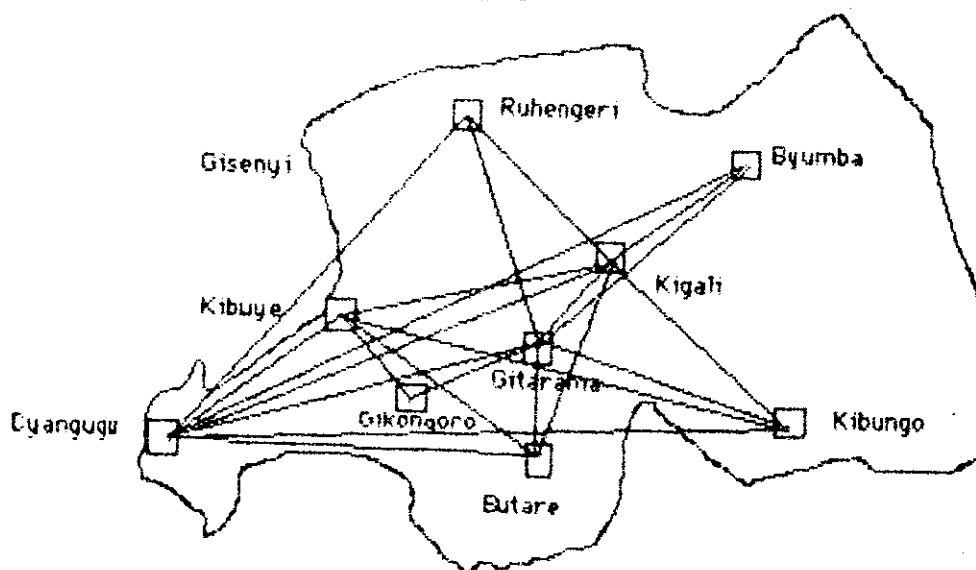 Ruhengeri
Gisenyi
Byumba
Kigali
Kibuye
Gitarama
Gikongoro
Cyangugu
Kibungo
Butare